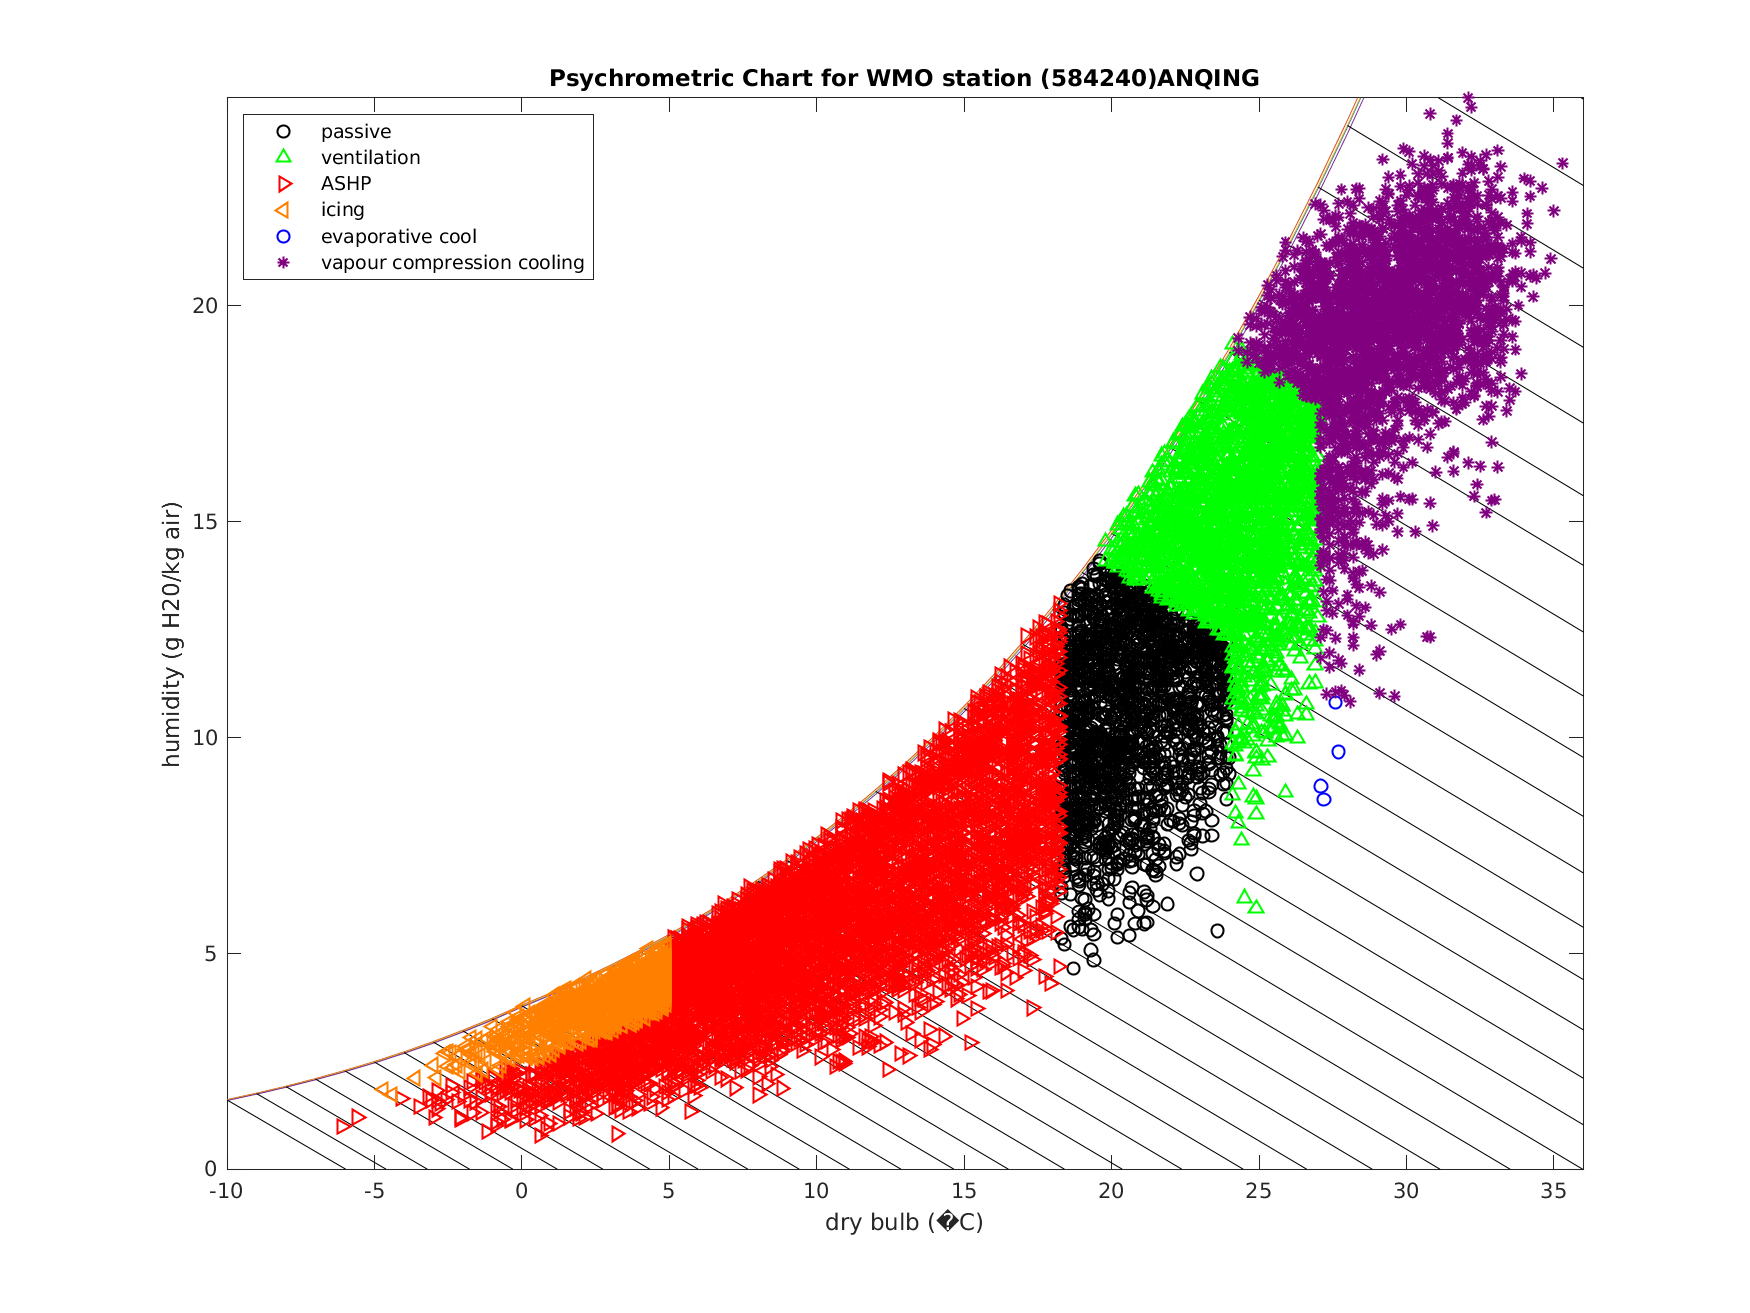 Psychrometric Chart for WMO station (584240)ANQING
passive
ventilation
ASHP
icing
evaporative cool
vapour compression cooling
humidity (g H20/kg air)
20
15
10
5
0
-10 -5 0 5 10 15 20 25 30 35
dry bulb (�C)